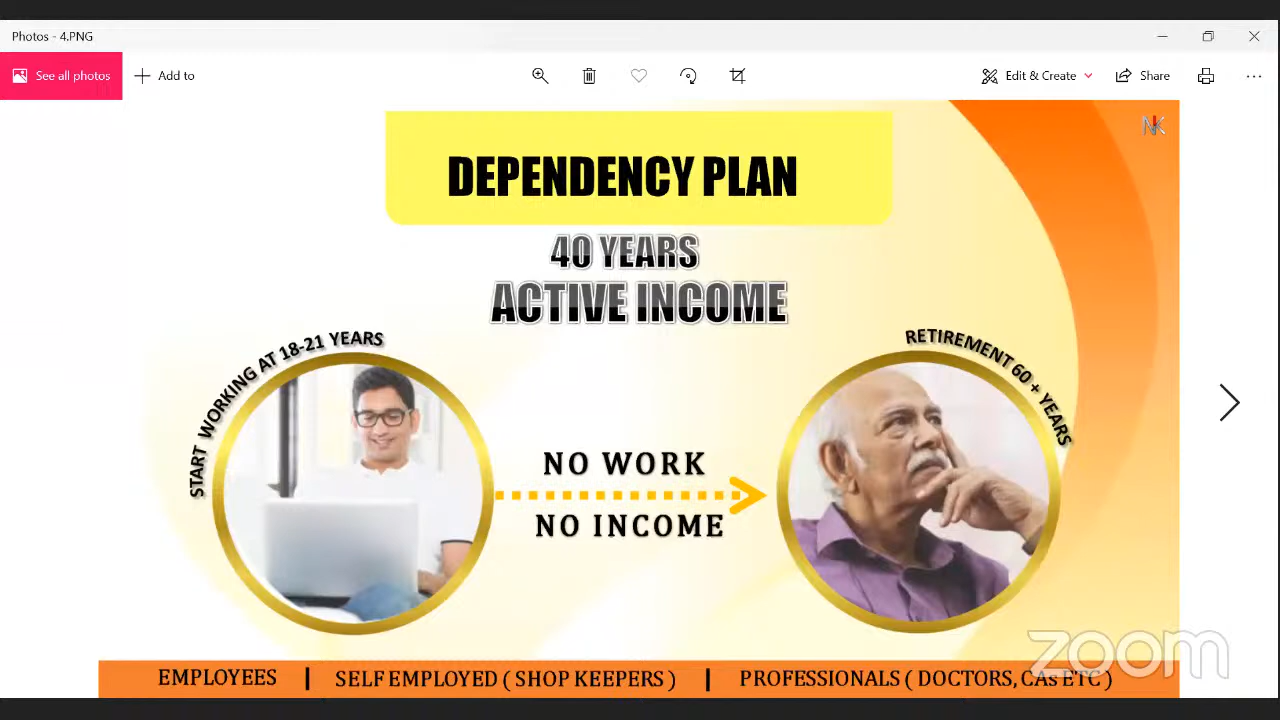 Photos - 4.PNG
See all photos
Add to
Edit & Create
Share
NK
DEPENDENCY PLAN
40 YEARS
ACTIVE INCOME
START WORKING AT 18-21 YEARS
RETIREMENT 60 + YEARS
NO WORK
NO INCOME
zoom
EMPLOYEES | SELF EMPLOYED ( SHOP KEEPERS ) | PROFESSIONALS ( DOCTORS, CAs ETC )